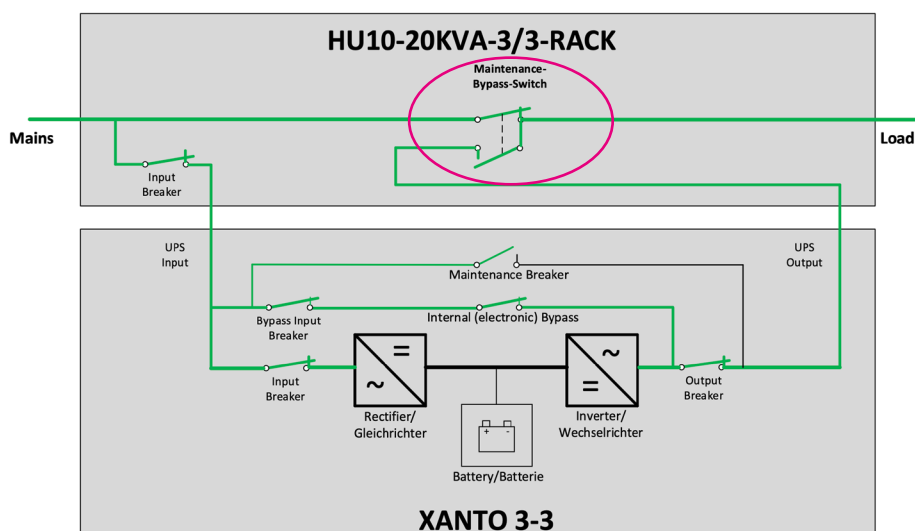 HU10-20KVA-3/3-RACK
Maintenance-
Bypass-Switch
Mains
Load
Input
Breaker
UPS
Input
UPS
Output
Maintenance Breaker
Bypass Input
Breaker
Internal (electronic) Bypass
=
~
~
=
Input
Breaker
Output
Breaker
Rectifier/
Gleichrichter
Inverter/
Wechselrichter
+ -
Battery/Batterie
XANTO 3-3